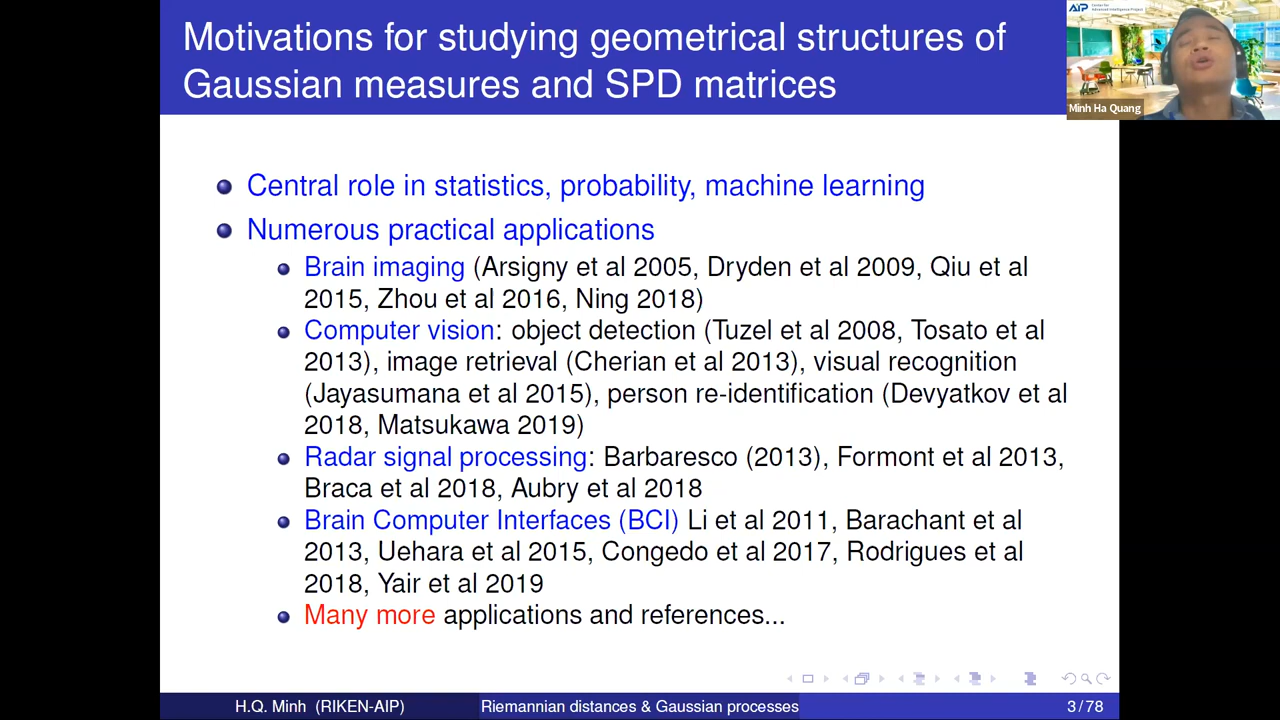 Motivations for studying geometrical structures of
Gaussian measures and SPD matrices
AIP
Minh Ha Quang
Central role in statistics, probability, machine learning
Numerous practical applications
Brain imaging (Arsigny et al 2005, Dryden et al 2009, Qiu et al
2015, Zhou et al 2016, Ning 2018)
Computer vision: object detection (Tuzel et al 2008, Tosato et al
2013), image retrieval (Cherian et al 2013), visual recognition
(Jayasumana et al 2015), person re-identification (Devyatkov et al
2018, Matsukawa 2019)
Radar signal processing: Barbaresco (2013), Formont et al 2013,
Braca et al 2018, Aubry et al 2018
Brain Computer Interfaces (BCI) Li et al 2011, Barachant et al
2013, Uehara et al 2015, Congedo et al 2017, Rodrigues et al
2018, Yair et al 2019
Many more applications and references...
H.Q. Minh (RIKEN-AIP) Riemannian distances & Gaussian processes 3 / 78